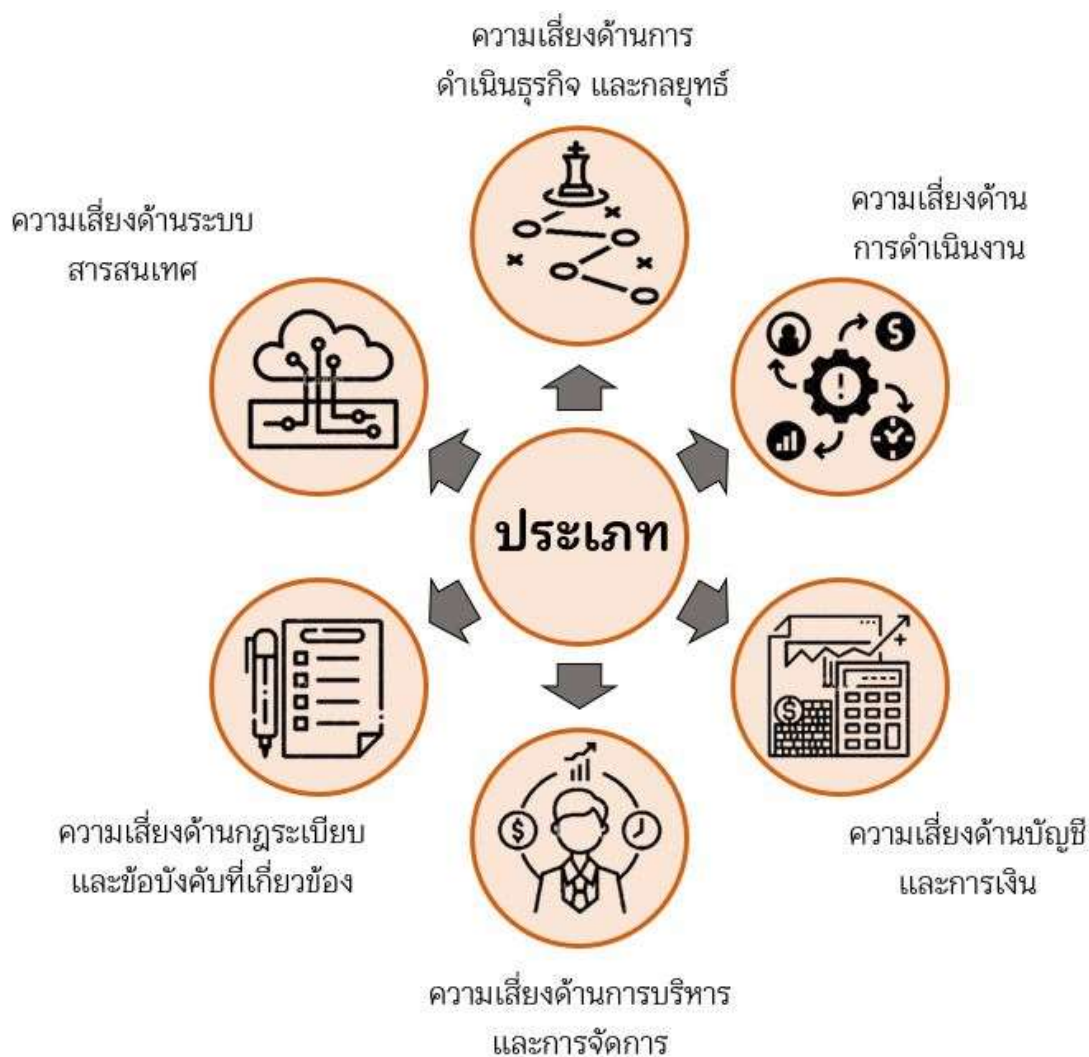 ความเสี่ยงด้านการ
ดำเนินธุรกิจ และกลยุทธ์
ความเสี่ยงด้าน
การดำเนินงาน
ความเสี่ยงด้านระบบ
สารสนเทศ
ประเภท
ความเสี่ยงด้านกฎระเบียบ
และข้อบังคับที่เกี่ยวข้อง
ความเสี่ยงด้านบัญชี
และการเงิน
ความเสี่ยงด้านการบริหาร
และการจัดการ